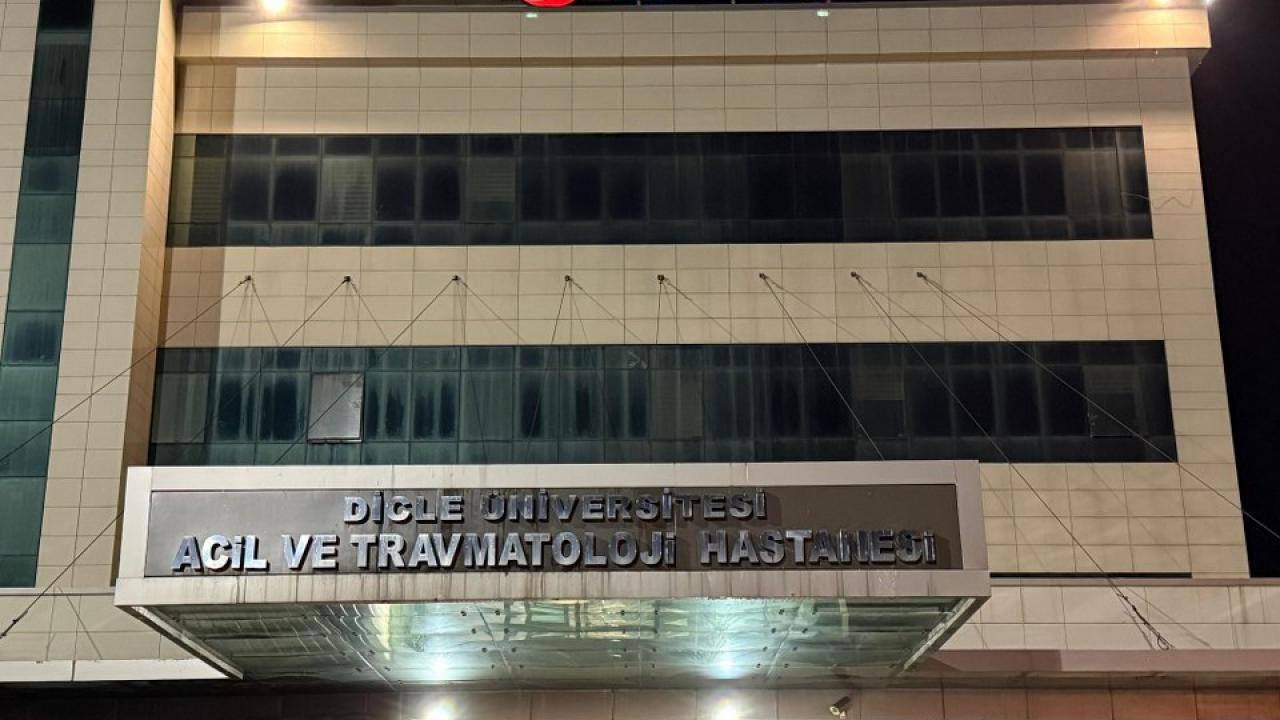 DİCLE ÜNİVERSİTESİ
ACİL VE TRAVMATOLOJİ HASTANESİ